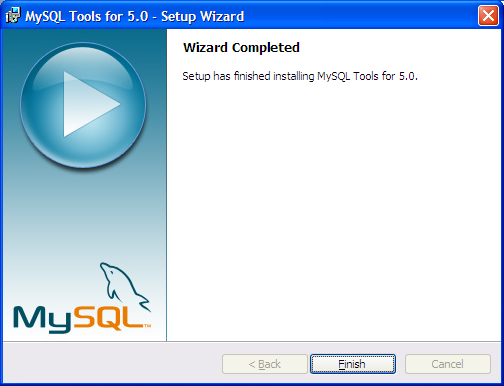 MySQL Tools for 5.0 - Setup Wizard
Wizard Completed
Setup has finished installing MySQL Tools for 5.0.
MySQL™
< Back
Finish
Cancel